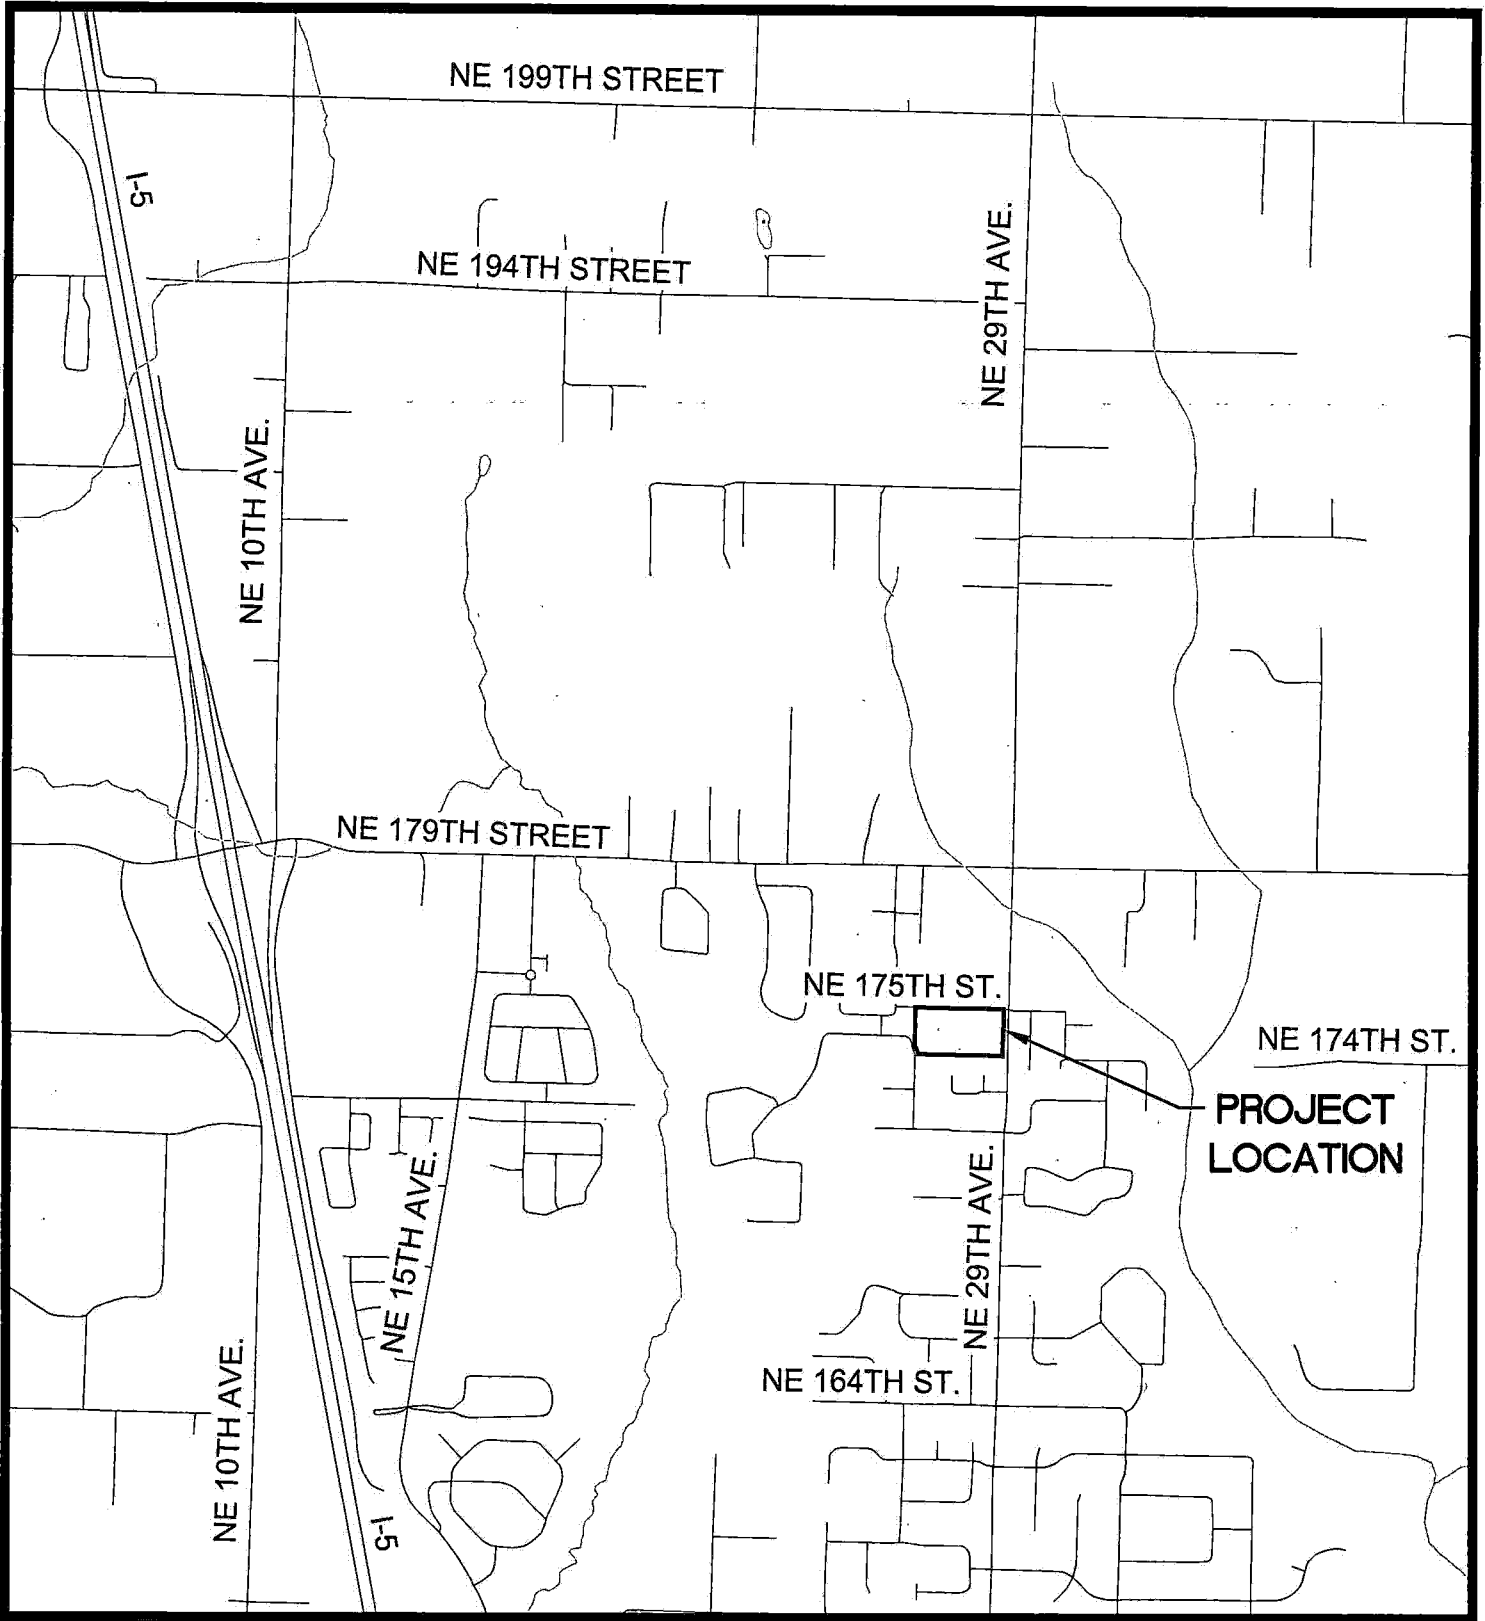 NE 199TH STREET
I-5
NE 29TH AVE.
NE 194TH STREET
NE 10TH AVE.
NE 179TH STREET
NE 175TH ST.
NE 174TH ST.
PROJECT
LOCATION
NE 15TH AVE.
NE 29TH AVE.
NE 164TH ST.
NE 10TH AVE.
I-5